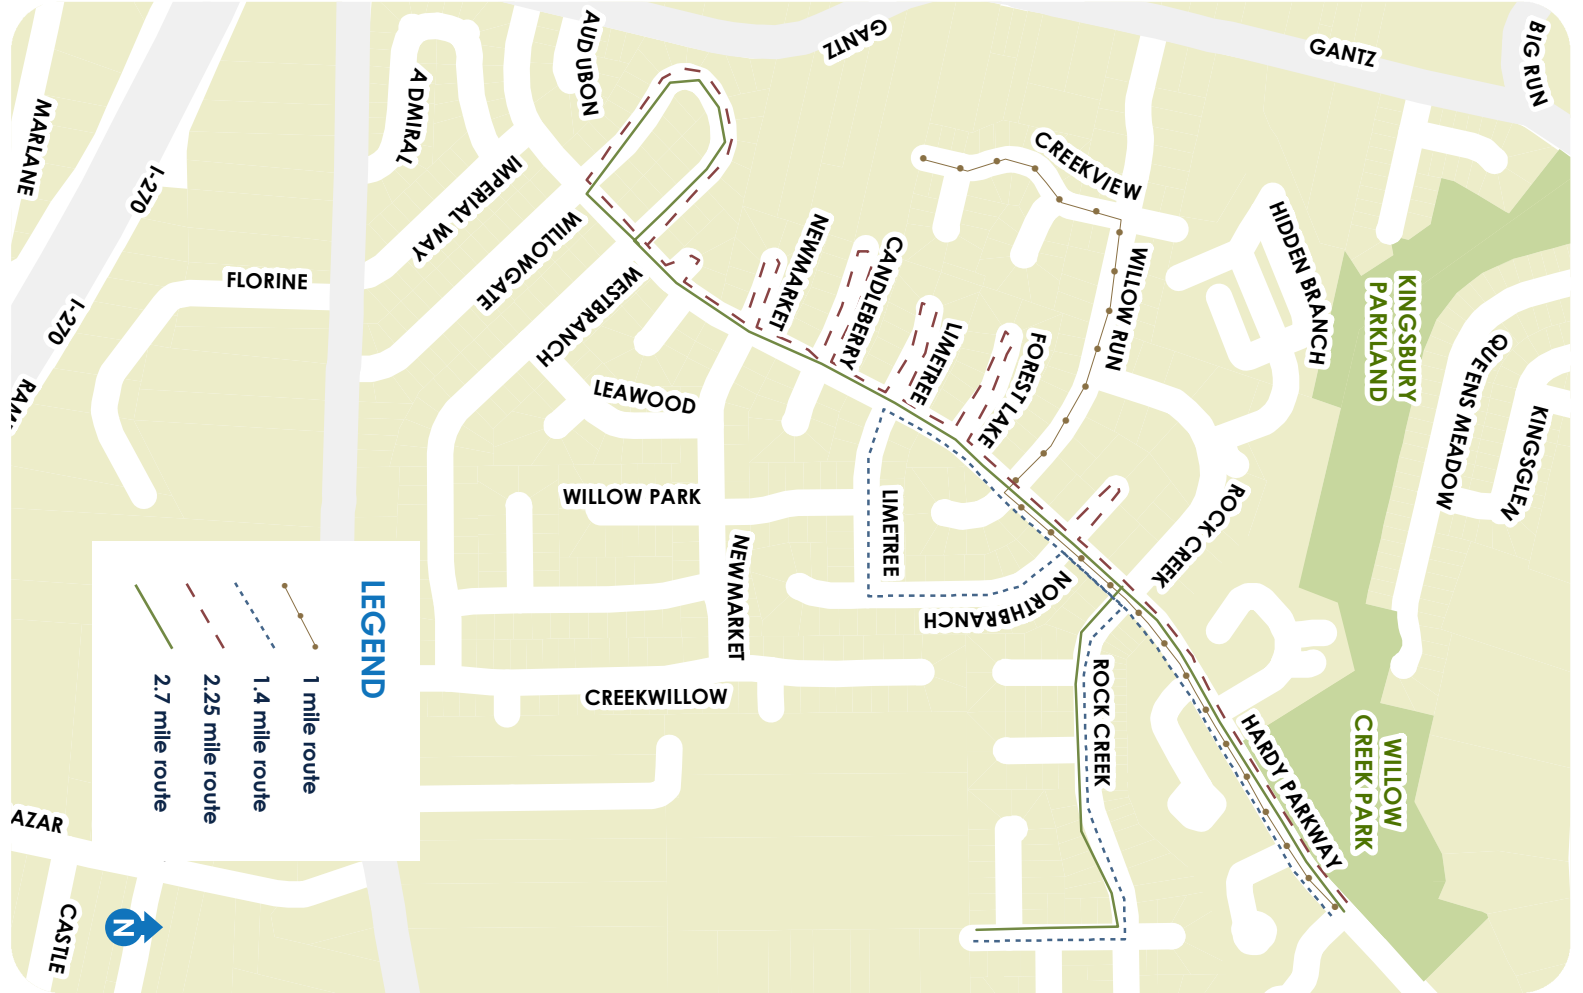 BIG RUN
GANTZ
GANTZ
AUDUBON
ADMIRAL
MARLANE
I-270
I-270
IMPERIAL WAY
WILLOWGATE
WESTBRANCH
FLORINE
CREEKVIEW
WILLOW RUN
HIDDEN BRANCH
KINGSBURY
PARKLAND
QUEENS MEADOW
KINGSGLEN
NEWMARKET
CANDLEBERRY
LIMETREE
FOREST LAKE
LEAWOOD
WILLOW PARK
LIMETREE
NEWMARKET
NORTHBRANCH
ROCK CREEK
ROCK CREEK
CREEKWILLOW
HARDY PARKWAY
WILLOW
CREEK PARK
LEGEND
1 mile route
1.4 mile route
2.25 mile route
2.7 mile route
AZAR
CASTLE
N